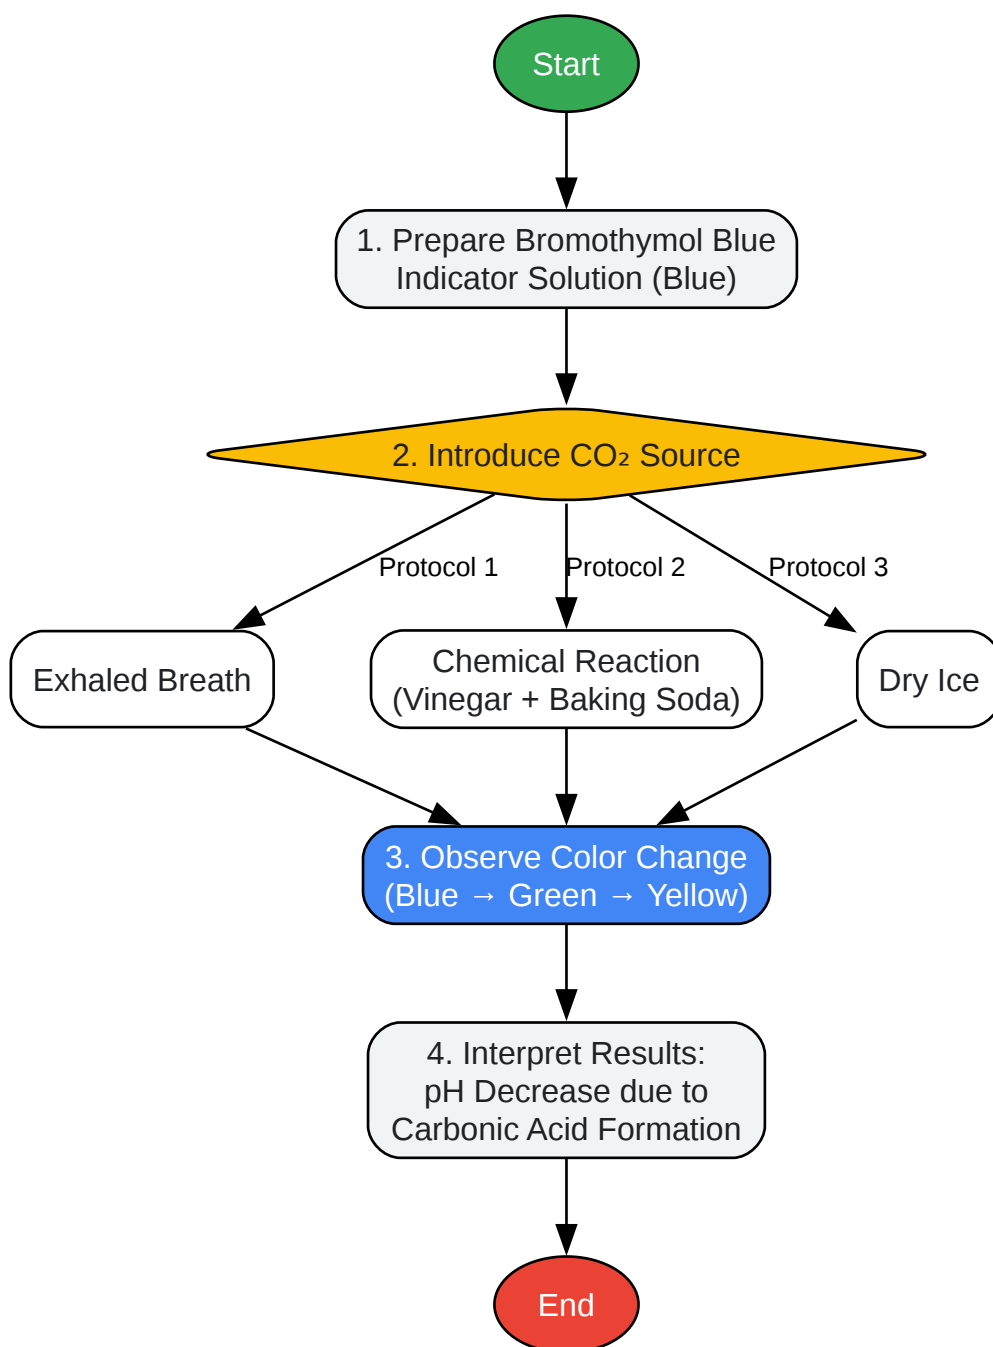 Start
1. Prepare Bromothymol Blue
Indicator Solution (Blue)
2. Introduce CO₂ Source
Protocol 1
Protocol 2
Protocol 3
Exhaled Breath
Chemical Reaction
(Vinegar + Baking Soda)
Dry Ice
3. Observe Color Change
(Blue → Green → Yellow)
4. Interpret Results:
pH Decrease due to
Carbonic Acid Formation
End